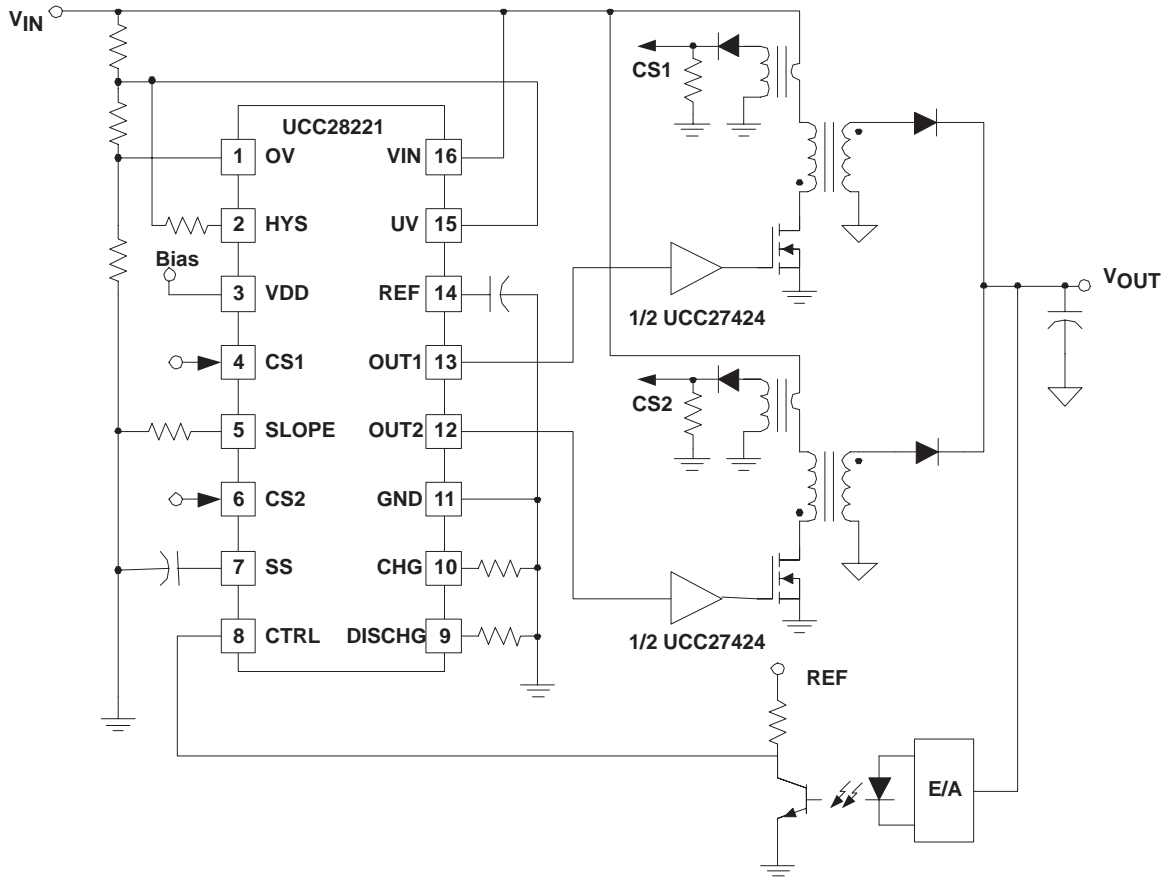 VIN
CS1
UCC28221
1 OV VIN 16
2 HYS UV 15
Bias
3 VDD REF 14
1/2 UCC27424
VOUT
4 CS1 OUT1 13
CS2
5 SLOPE OUT2 12
6 CS2 GND 11
7 SS CHG 10
8 CTRL DISCHG 9
1/2 UCC27424
REF
E/A